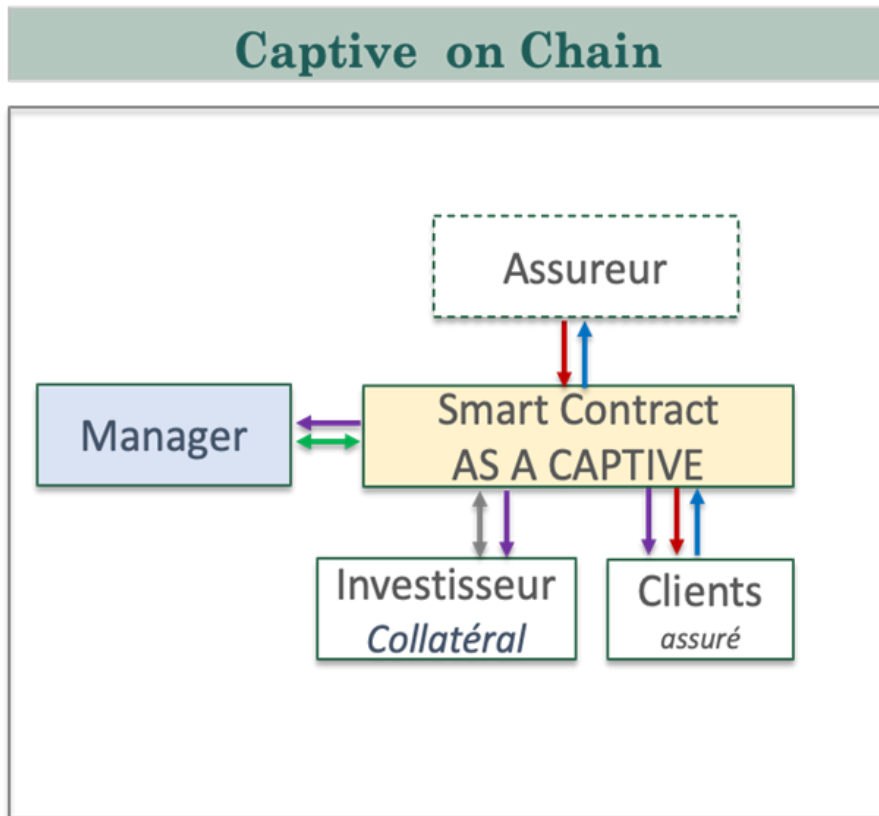 Captive on Chain
Assureur
Manager
Smart Contract
AS A CAPTIVE
Investisseur
Collatéral
Clients
assuré